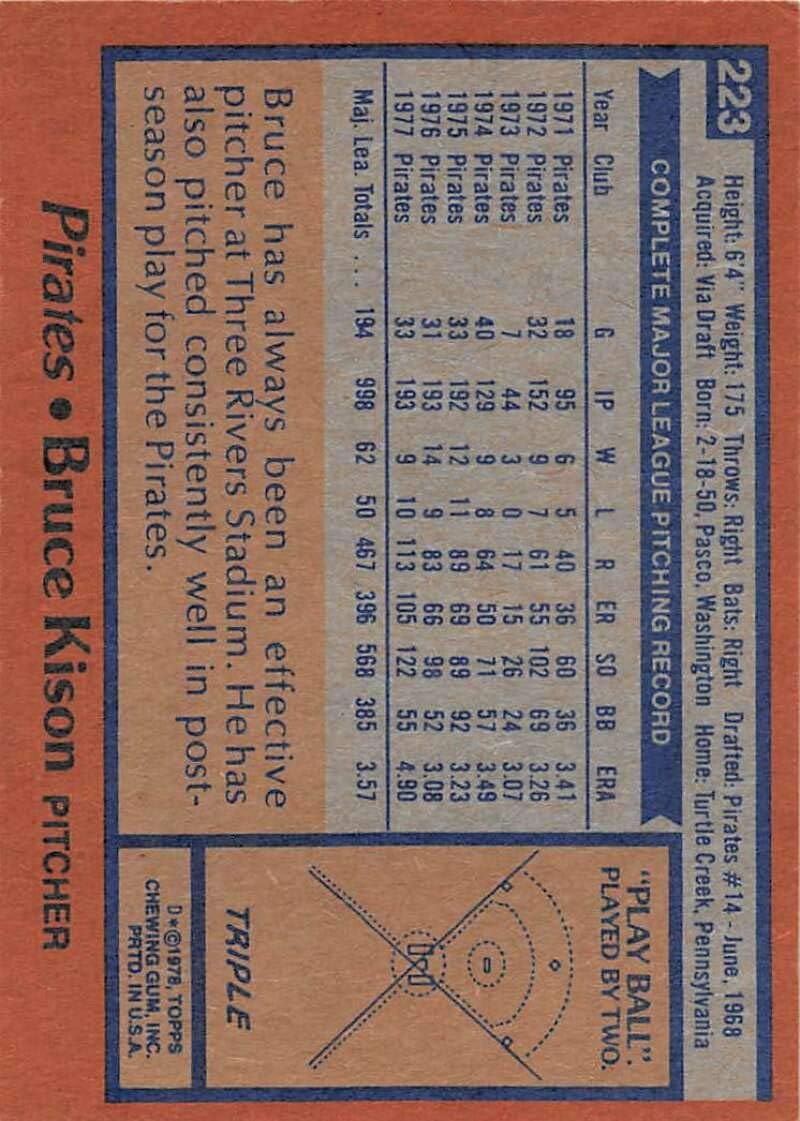 223
Height: 6'4" Weight: 175 Throws: Right Bats: Right Drafted: Pirates #14 - June, 1968
Acquired: Via Draft Born: 2-18-50, Pasco, Washington Home: Turtle Creek, Pennsylvania
COMPLETE MAJOR LEAGUE PITCHING RECORD
Year Club G IP W L R ER SO BB ERA
1971 Pirates 18 95 6 5 40 36 60 36 3.41
1972 Pirates 32 152 9 7 61 55 102 69 3.26
1973 Pirates 7 44 3 0 17 15 26 24 3.07
1974 Pirates 40 129 9 8 64 50 71 57 3.49
1975 Pirates 33 192 12 11 89 69 89 92 3.23
1976 Pirates 31 193 14 9 83 66 98 52 3.08
1977 Pirates 33 193 9 10 113 105 122 55 4.90
Maj. Lea. Totals ... 194 998 62 50 467 396 568 385 3.57
Bruce has always been an effective
pitcher at Three Rivers Stadium. He has
also pitched consistently well in post-
season play for the Pirates.
"PLAY BALL".
PLAYED BY TWO.
TRIPLE
D*©1978, TOPPS
CHEWING GUM, INC.
PRTD. IN U.S.A.
Pirates • Bruce Kison PITCHER